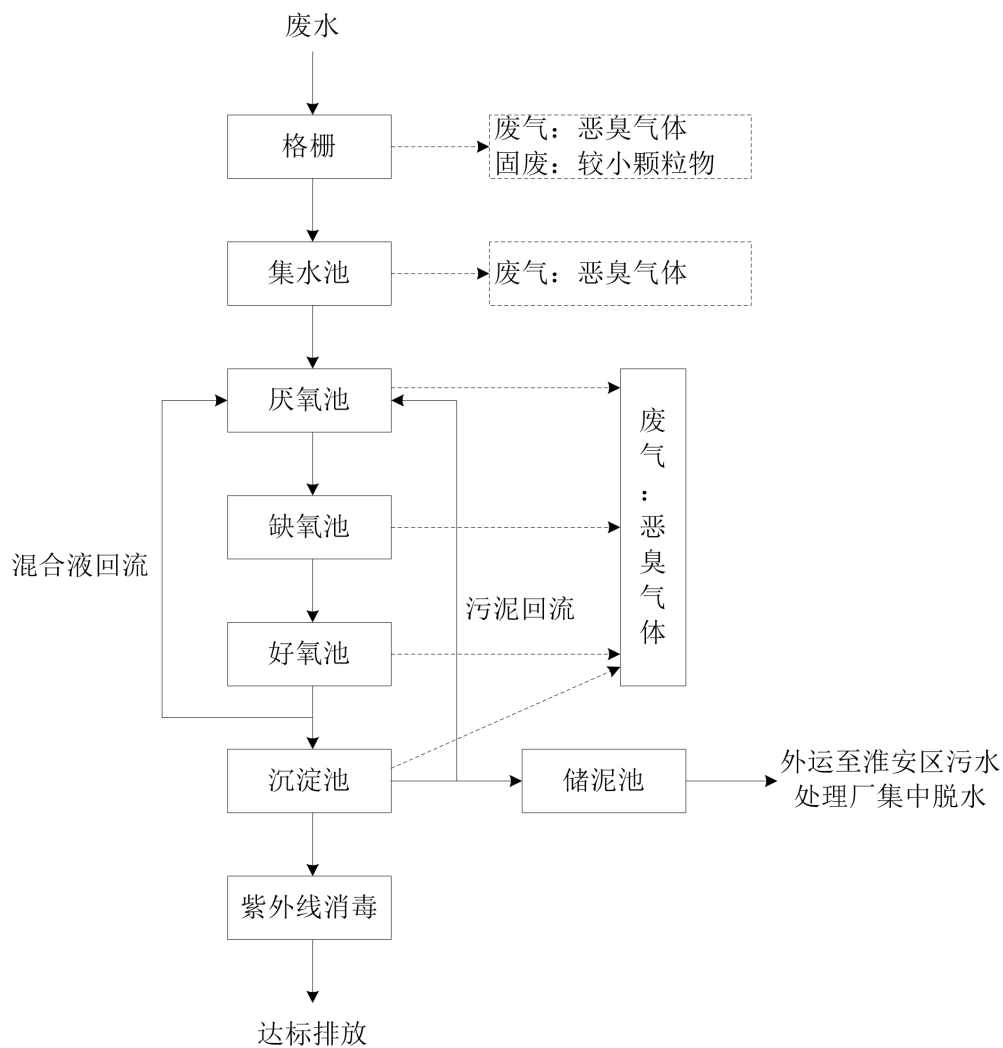 废水
格栅
废气：恶臭气体
固废：较小颗粒物
集水池
废气：恶臭气体
厌氧池
废气：恶臭气体
缺氧池
混合液回流
污泥回流
好氧池
沉淀池
储泥池
外运至淮安区污水
处理厂集中脱水
紫外线消毒
达标排放